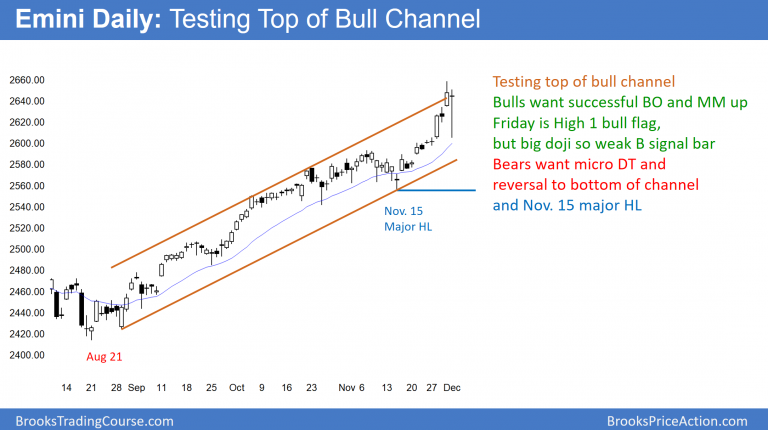 Emini Daily: Testing Top of Bull Channel
2660.00
2640.00
2620.00
2600.00
2580.00
2560.00
2540.00
2520.00
2500.00
2480.00
2460.00
2440.00
2420.00
2400.00
Testing top of bull channel
Bulls want successful BO and MM up
Friday is High 1 bull flag,
but big doji so weak B signal bar
Bears want micro DT and
reversal to bottom of channel
and Nov. 15 major HL
Nov. 15
Major HL
Aug 21
14 21 28 Sep 11 18 25 Oct 9 16 23 Nov 6 13 20 27 Dec
BrooksTradingCourse.com
BrooksPriceAction.com